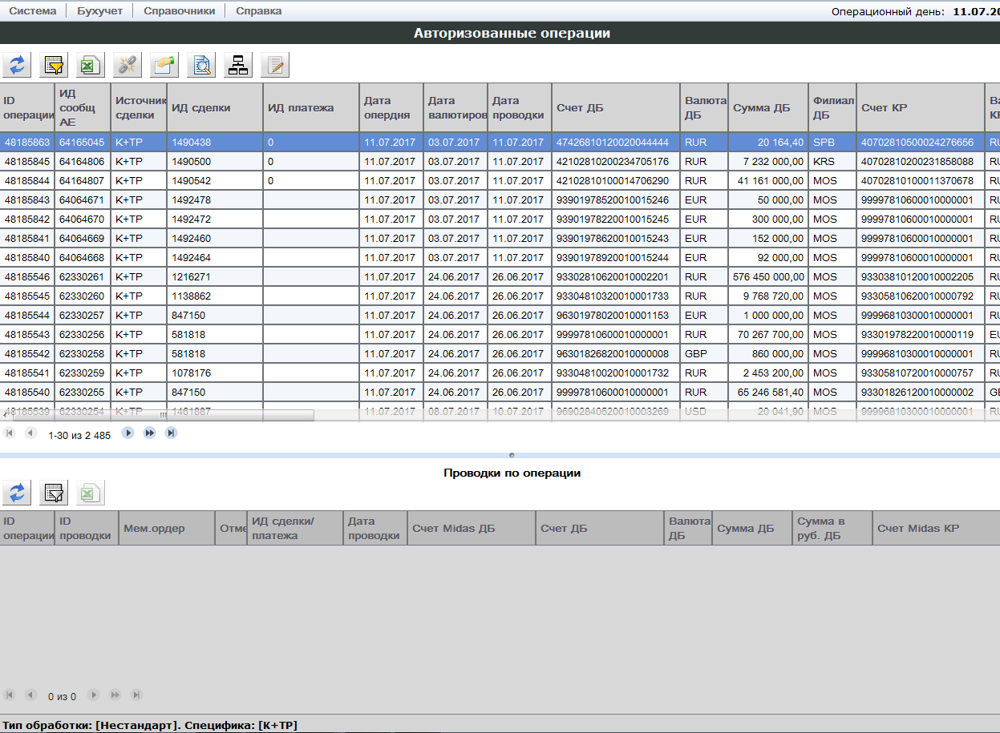 Система Бухучет Справочники Справка Операционный день: 11.07.20
Авторизованные операции
ID операции ИД сообщ АЕ Источник сделки ИД сделки ИД платежа Дата опердня Дата валютиров Дата проводки Счет ДБ Валюта ДБ Сумма ДБ Филиал ДБ Счет КР
48185863 64165045 K+TP 1490438 0 11.07.2017 03.07.2017 11.07.2017 47426810120020044444 RUR 20 164,40 SPB 40702810500024276656
48185845 64164806 K+TP 1490500 0 11.07.2017 03.07.2017 11.07.2017 42102810200234705176 RUR 7 232 000,00 KRS 40702810200231858088
48185844 64164807 K+TP 1490542 0 11.07.2017 03.07.2017 11.07.2017 42102810100014706290 RUR 41 161 000,00 MOS 40702810100011370678
48185843 64064671 K+TP 1492478 11.07.2017 03.07.2017 11.07.2017 93901978520010015246 EUR 50 000,00 MOS 99997810600010000001
48185842 64064670 K+TP 1492472 11.07.2017 03.07.2017 11.07.2017 93901978220010015245 EUR 300 000,00 MOS 99997810600010000001
48185841 64064669 K+TP 1492460 11.07.2017 03.07.2017 11.07.2017 93901978620010015243 EUR 152 000,00 MOS 99997810600010000001
48185840 64064668 K+TP 1492464 11.07.2017 03.07.2017 11.07.2017 93901978920010015244 EUR 92 000,00 MOS 99997810600010000001
48185546 62330261 K+TP 1216271 11.07.2017 24.06.2017 26.06.2017 93302810620010002201 RUR 576 450 000,00 MOS 93303810120010002205
48185545 62330260 K+TP 1138862 11.07.2017 24.06.2017 26.06.2017 93304810320010001733 RUR 9 768 720,00 MOS 93305810620010000792
48185544 62330257 K+TP 847150 11.07.2017 24.06.2017 26.06.2017 96301978020010001153 EUR 1 000 000,00 MOS 99996810300010000001
48185543 62330256 K+TP 581818 11.07.2017 24.06.2017 26.06.2017 99997810600010000001 RUR 70 267 700,00 MOS 93301978220010000119
48185542 62330258 K+TP 581818 11.07.2017 24.06.2017 26.06.2017 96301826820010000008 GBP 860 000,00 MOS 99996810300010000001
48185541 62330259 K+TP 1078176 11.07.2017 24.06.2017 26.06.2017 93304810020010001732 RUR 2 453 200,00 MOS 93305810720010000757
48185540 62330255 K+TP 847150 11.07.2017 24.06.2017 26.06.2017 99997810600010000001 RUR 65 246 581,40 MOS 93301826120010000002
48185539 62330254 K+TP 1461887 11.07.2017 08.07.2017 10.07.2017 96902840520010003269 USD 20 041,90 MOS 99996810300010000001
1-30 из 2 485
Проводки по операции
ID операции ID проводки Мем.ордер Отме ИД сделки/ платежа Дата проводки Счет Midas ДБ Счет ДБ Валюта ДБ Сумма ДБ Сумма в руб. ДБ Счет Midas КР
0 из 0
Тип обработки: [Нестандарт]. Специфика: [K+TP]